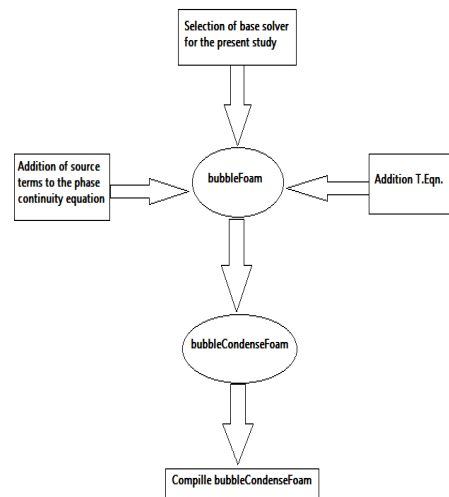 Selection of base solver
for the present study
Addition of source
terms to the phase
continuity equation
bubbleFoam
Addition T.Eqn.
bubbleCondenseFoam
Compille bubbleCondenseFoam